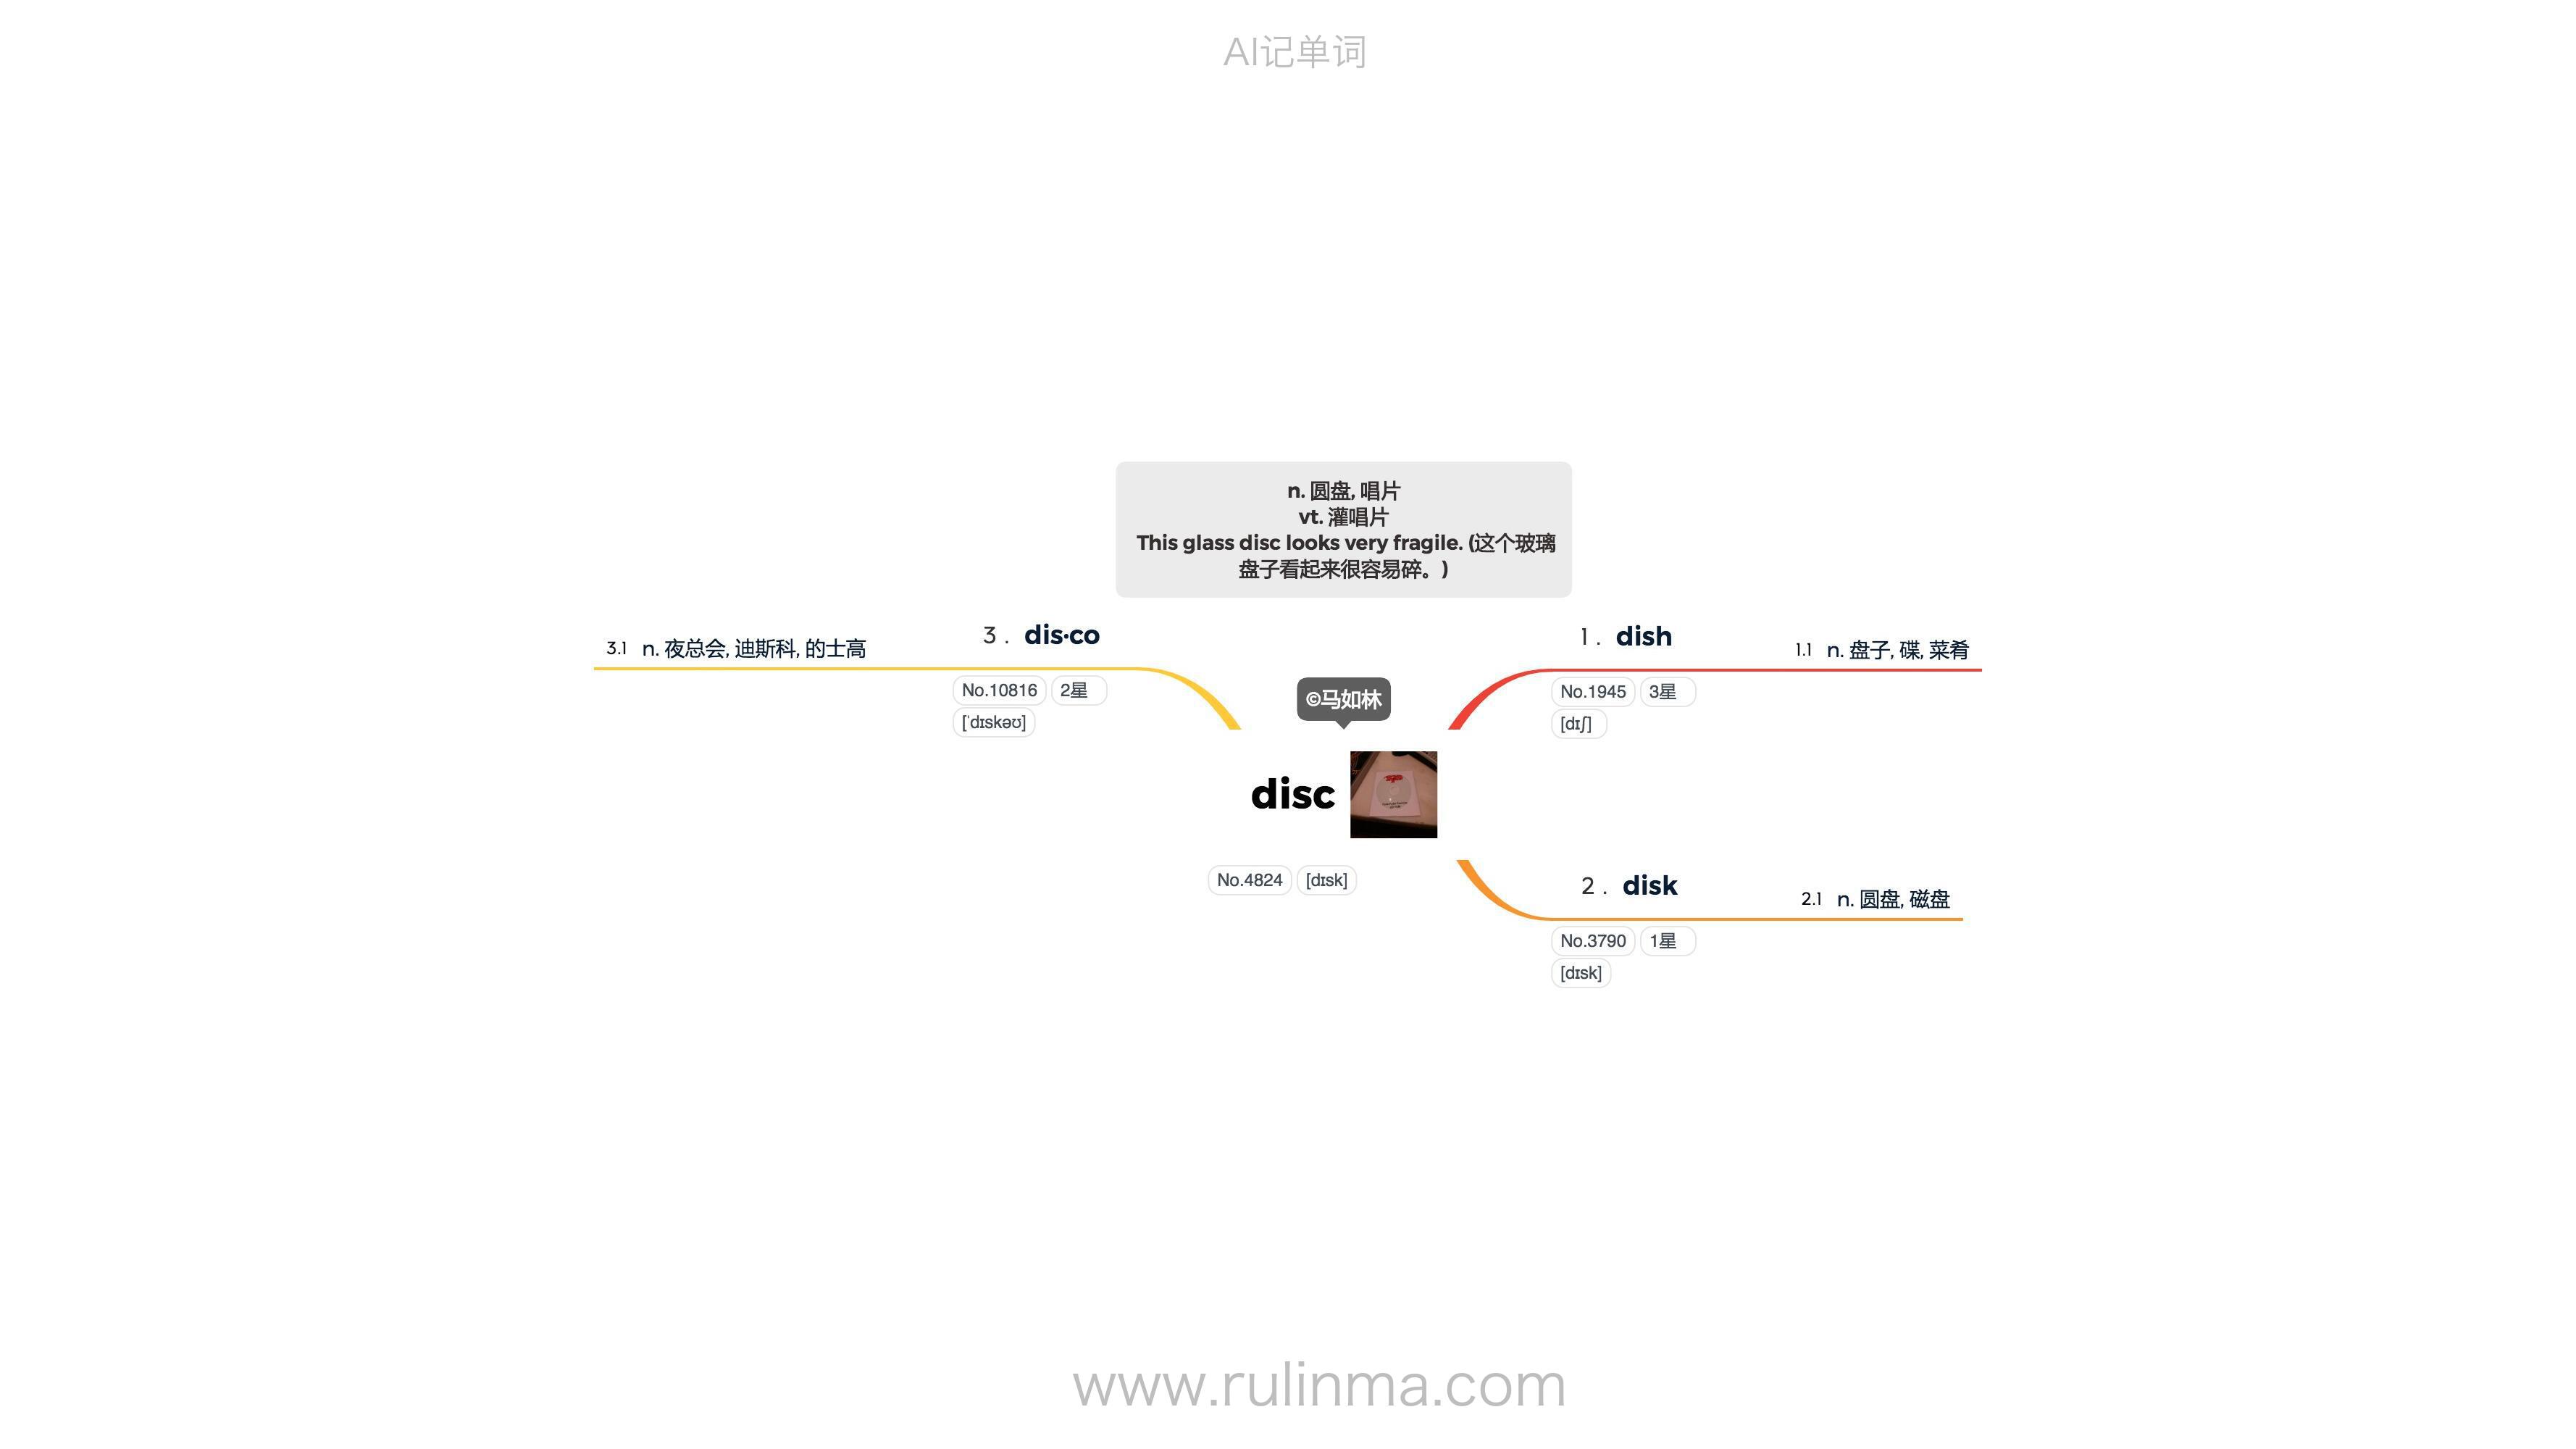 AI记单词
n. 圆盘, 唱片
vt. 灌唱片
This glass disc looks very fragile. (这个玻璃
盘子看起来很容易碎。)
3 . dis·co
3.1 n. 夜总会, 迪斯科, 的士高
No.10816 2星
[ˈdɪskəʊ]
1 . dish
1.1 n. 盘子, 碟, 菜肴
No.1945 3星
[dɪʃ]
©马如林
disc
No.4824 [dɪsk]
2 . disk
2.1 n. 圆盘, 磁盘
No.3790 1星
[dɪsk]
www.rulinma.com